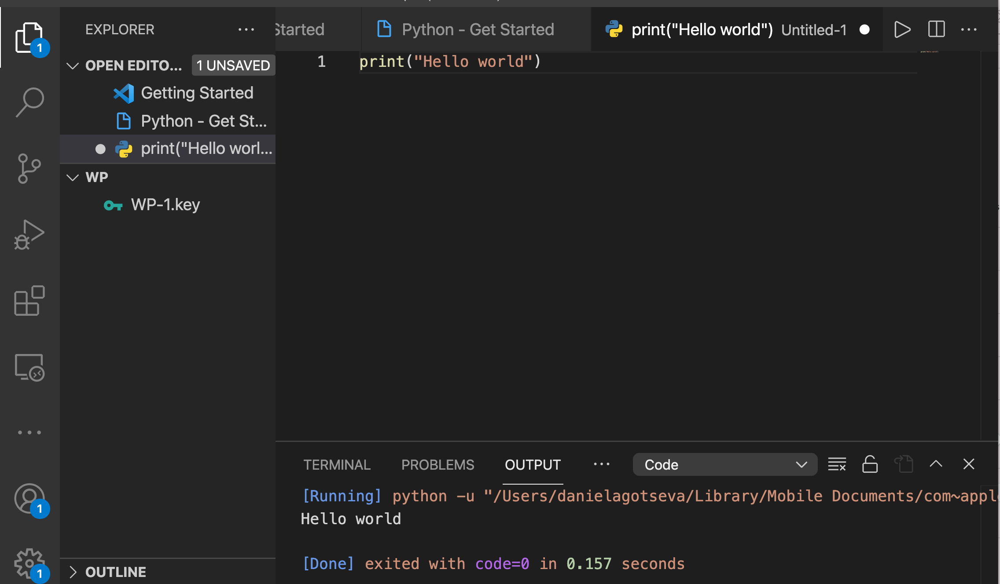 EXPLORER
OPEN EDITO... 1 UNSAVED
Getting Started
Python - Get St...
print("Hello worl...
WP
WP-1.key
OUTLINE
1
1
1
Started
Python - Get Started
print("Hello world") Untitled-1
1 print("Hello world")
TERMINAL PROBLEMS OUTPUT Code
[Running] python -u "/Users/danielagotseva/Library/Mobile Documents/com~appl
Hello world
[Done] exited with code=0 in 0.157 seconds